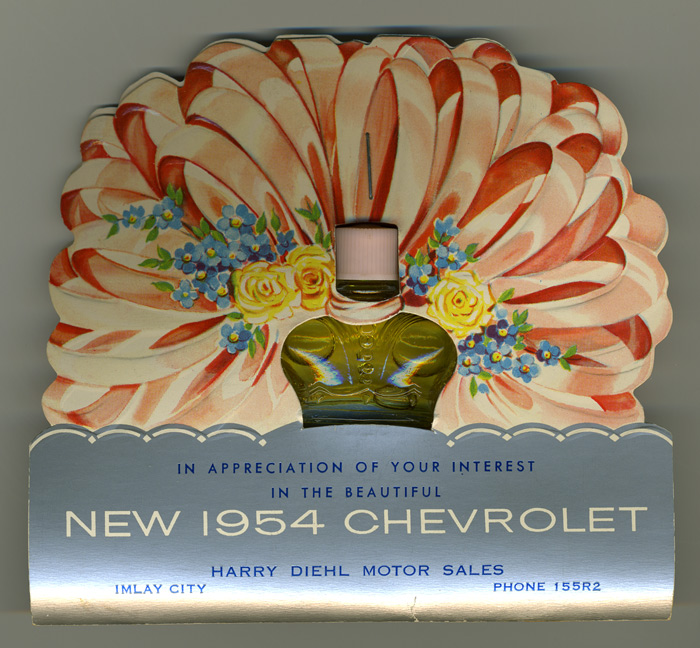 IN APPRECIATION OF YOUR INTEREST
IN THE BEAUTIFUL
NEW 1954 CHEVROLET
HARRY DIEHL MOTOR SALES
IMLAY CITY PHONE 155R2